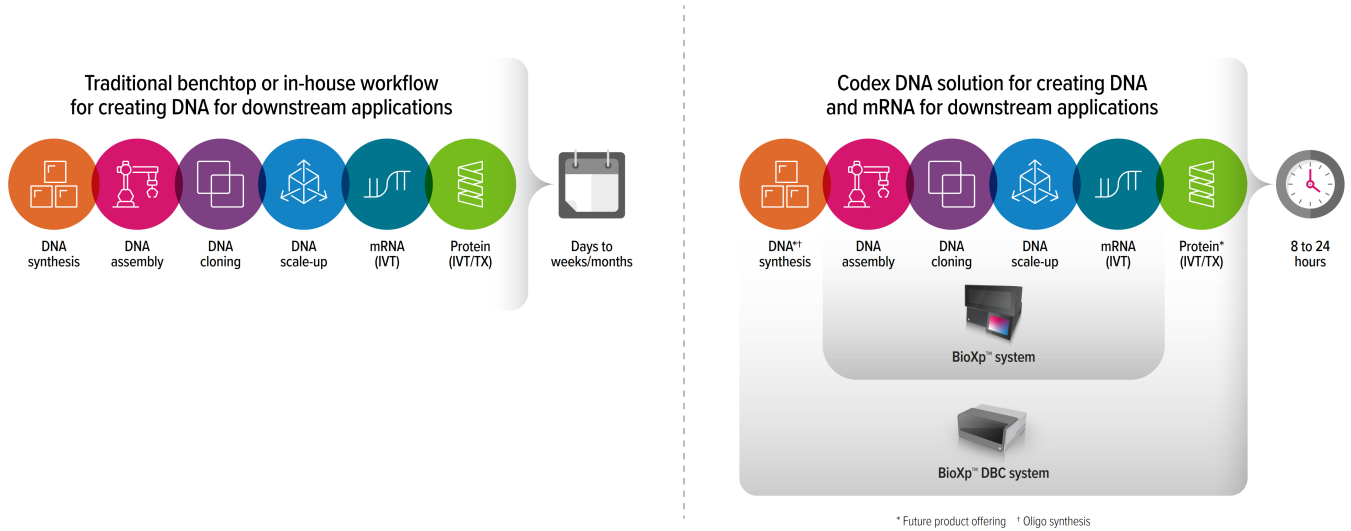 Traditional benchtop or in-house workflow
for creating DNA for downstream applications
DNA
synthesis
DNA
assembly
DNA
cloning
DNA
scale-up
mRNA
(IVT)
Protein
(IVT/TX)
Days to
weeks/months
Codex DNA solution for creating DNA
and mRNA for downstream applications
DNA*†
synthesis
DNA
assembly
DNA
cloning
DNA
scale-up
mRNA
(IVT)
Protein*
(IVT/TX)
8 to 24
hours
BioXp™ system
BioXp™ DBC system
* Future product offering † Oligo synthesis